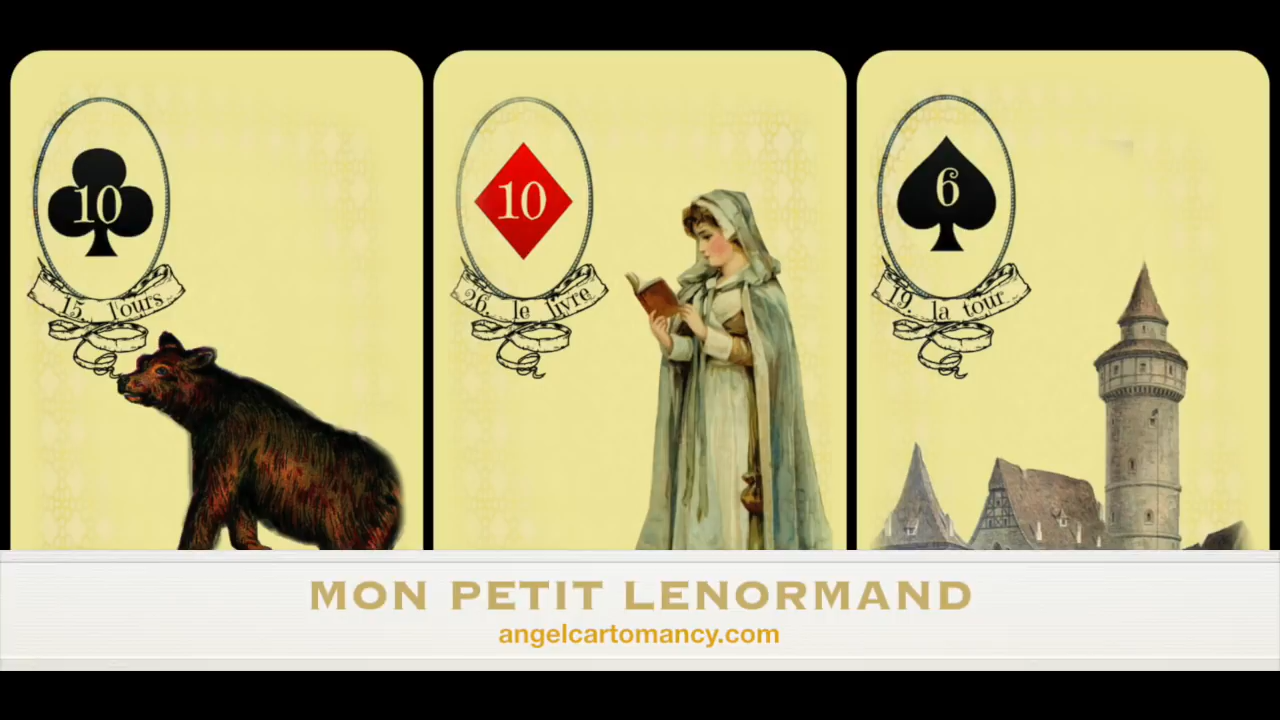 10
15. l'ours
10
26. le livre
6
19. la tour
MON PETIT LENORMAND
angelcartomancy.com